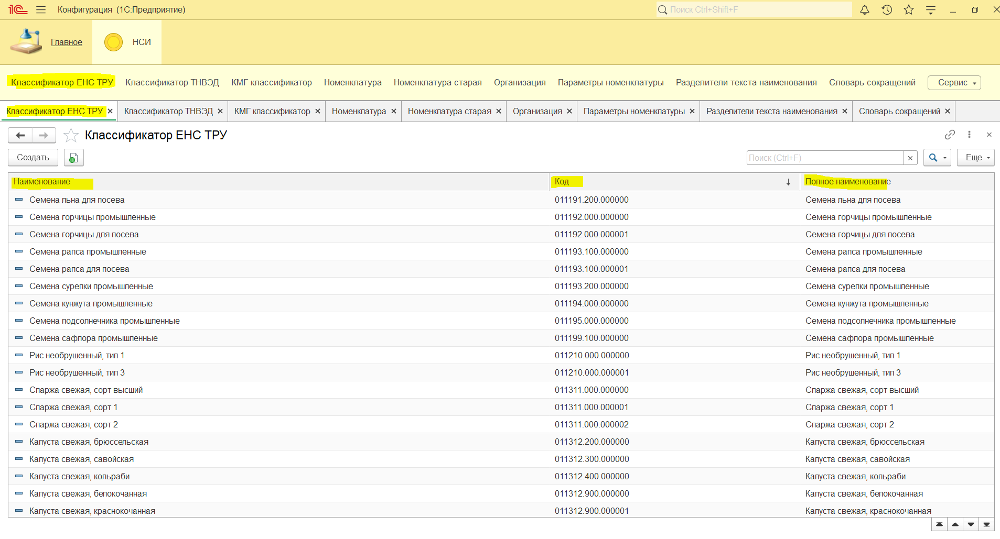 1С Конфигурация (1С:Предприятие) Поиск Ctrl+Shift+F
Главное НСИ
Классификатор ЕНС ТРУ Классификатор ТНВЭД КМГ классификатор Номенклатура Номенклатура старая Организация Параметры номенклатуры Разделители текста наименования Словарь сокращений Сервис
Классификатор ЕНС ТРУ Классификатор ТНВЭД КМГ классификатор Номенклатура Номенклатура старая Организация Параметры номенклатуры Разделители текста наименования Словарь сокращений
Классификатор ЕНС ТРУ
Создать Поиск (Ctrl+F) Еще
Наименование Код Полное наименование
Семена льна для посева 011191.200.000000 Семена льна для посева
Семена горчицы промышленные 011192.000.000000 Семена горчицы промышленные
Семена горчицы для посева 011192.000.000001 Семена горчицы для посева
Семена рапса промышленные 011193.100.000000 Семена рапса промышленные
Семена рапса для посева 011193.100.000001 Семена рапса для посева
Семена сурепки промышленные 011193.200.000000 Семена сурепки промышленные
Семена кунжута промышленные 011194.000.000000 Семена кунжута промышленные
Семена подсолнечника промышленные 011195.000.000000 Семена подсолнечника промышленные
Семена сафлора промышленные 011199.100.000000 Семена сафлора промышленные
Рис необрушенный, тип 1 011210.000.000000 Рис необрушенный, тип 1
Рис необрушенный, тип 3 011210.000.000001 Рис необрушенный, тип 3
Спаржа свежая, сорт высший 011311.000.000000 Спаржа свежая, сорт высший
Спаржа свежая, сорт 1 011311.000.000001 Спаржа свежая, сорт 1
Спаржа свежая, сорт 2 011311.000.000002 Спаржа свежая, сорт 2
Капуста свежая, брюссельская 011312.200.000000 Капуста свежая, брюссельская
Капуста свежая, савойская 011312.300.000000 Капуста свежая, савойская
Капуста свежая, кольраби 011312.400.000000 Капуста свежая, кольраби
Капуста свежая, белокочанная 011312.900.000000 Капуста свежая, белокочанная
Капуста свежая, краснокочанная 011312.900.000001 Капуста свежая, краснокочанная